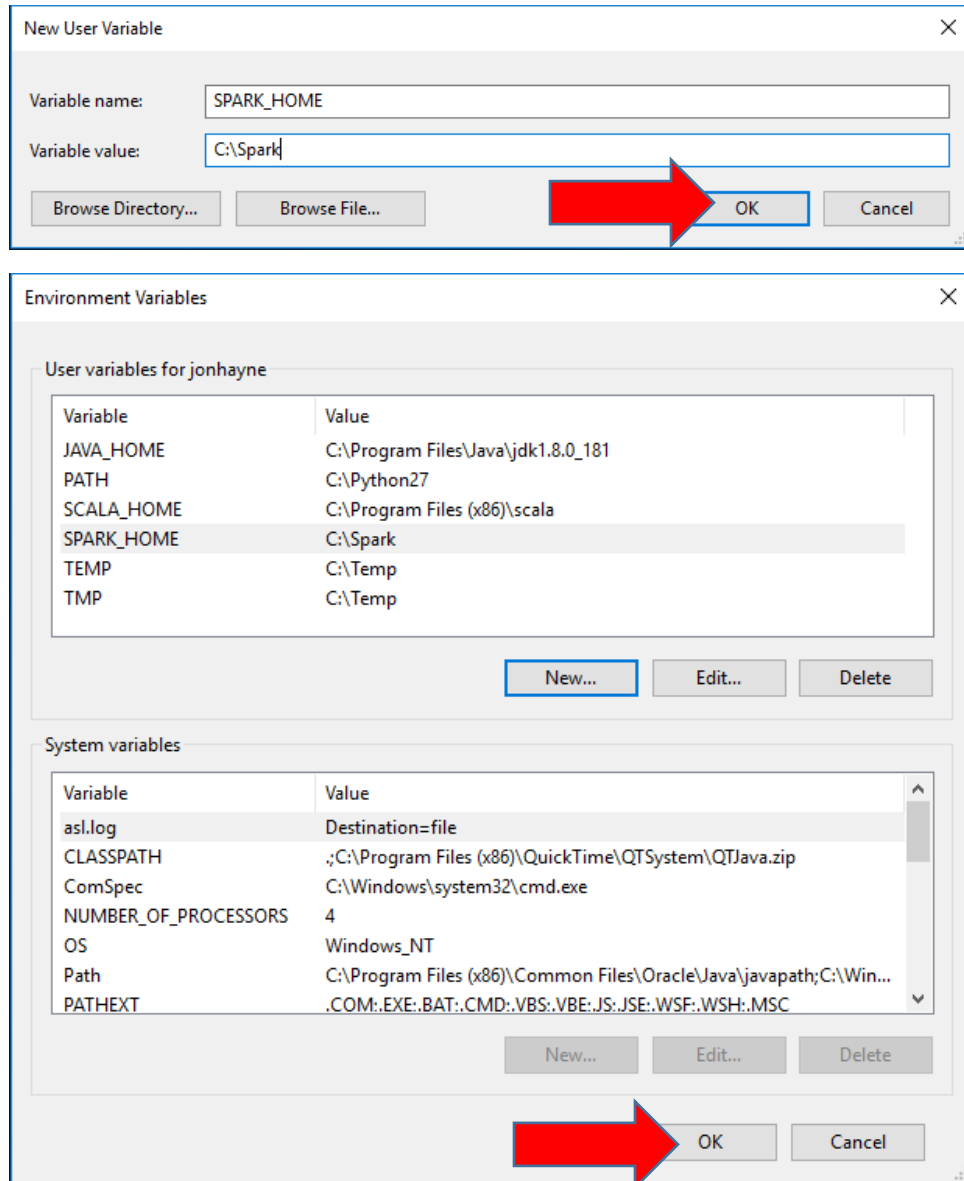 New User Variable
Variable name: SPARK_HOME
Variable value: C:\Spark
Browse Directory... Browse File... OK Cancel
Environment Variables
User variables for jonhayne
Variable Value
JAVA_HOME C:\Program Files\Java\jdk1.8.0_181
PATH C:\Python27
SCALA_HOME C:\Program Files (x86)\scala
SPARK_HOME C:\Spark
TEMP C:\Temp
TMP C:\Temp
New... Edit... Delete
System variables
Variable Value
asl.log Destination=file
CLASSPATH .;C:\Program Files (x86)\QuickTime\QTSystem\QTJava.zip
ComSpec C:\Windows\system32\cmd.exe
NUMBER_OF_PROCESSORS 4
OS Windows_NT
Path C:\Program Files (x86)\Common Files\Oracle\Java\javapath;C:\Win...
PATHEXT .COM;.EXE;.BAT;.CMD;.VBS;.VBE;.JS;.JSE;.WSF;.WSH;.MSC
New... Edit... Delete
OK Cancel